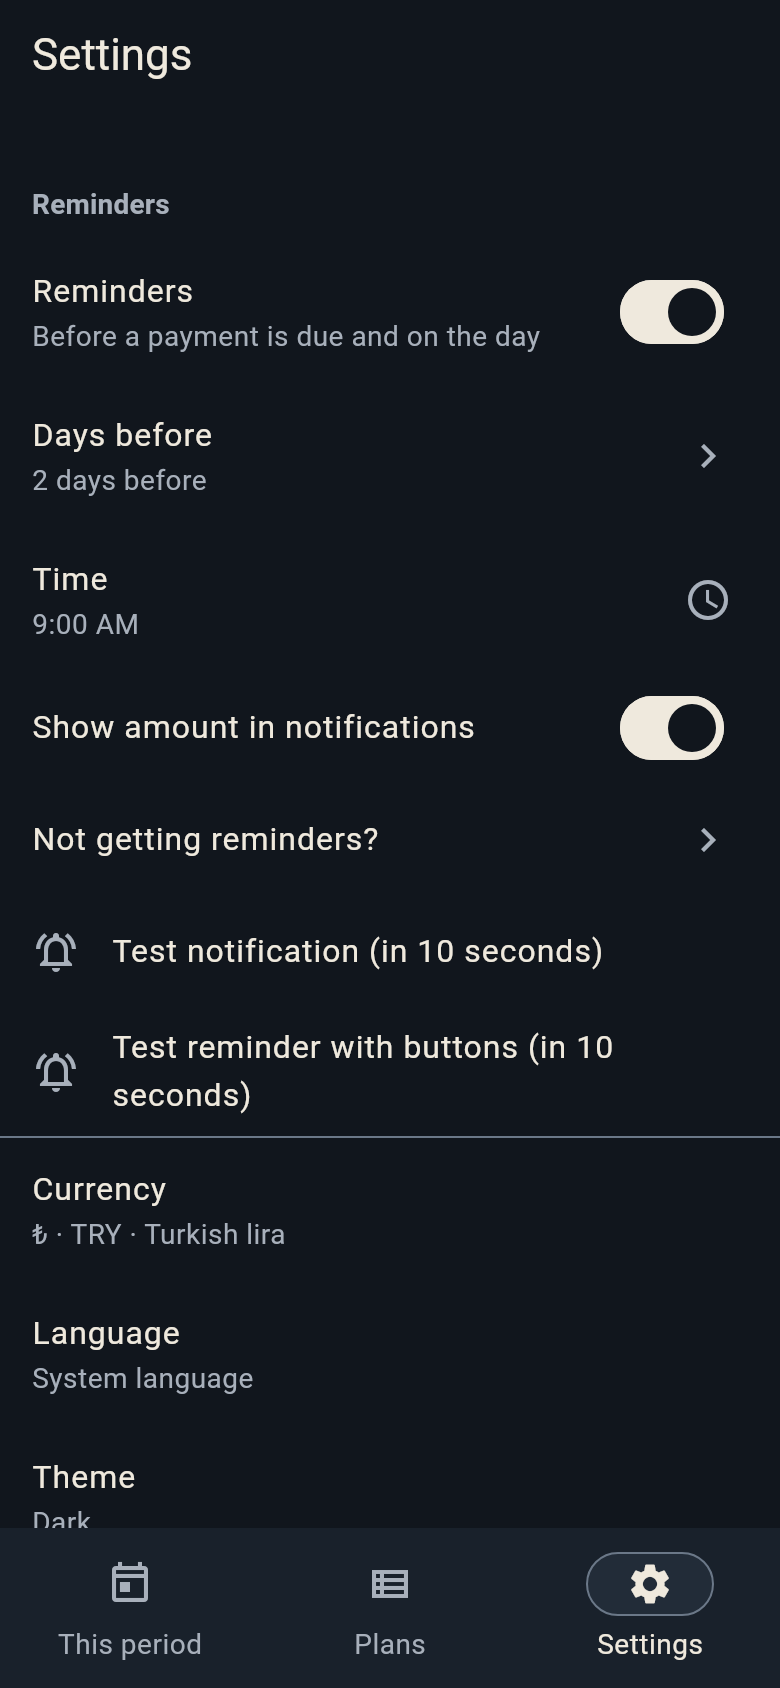 Settings
Reminders
Reminders
Before a payment is due and on the day
Days before
2 days before
Time
9:00 AM
Show amount in notifications
Not getting reminders?
Test notification (in 10 seconds)
Test reminder with buttons (in 10
seconds)
Currency
₺ · TRY · Turkish lira
Language
System language
Theme
Dark
This period
Plans
Settings